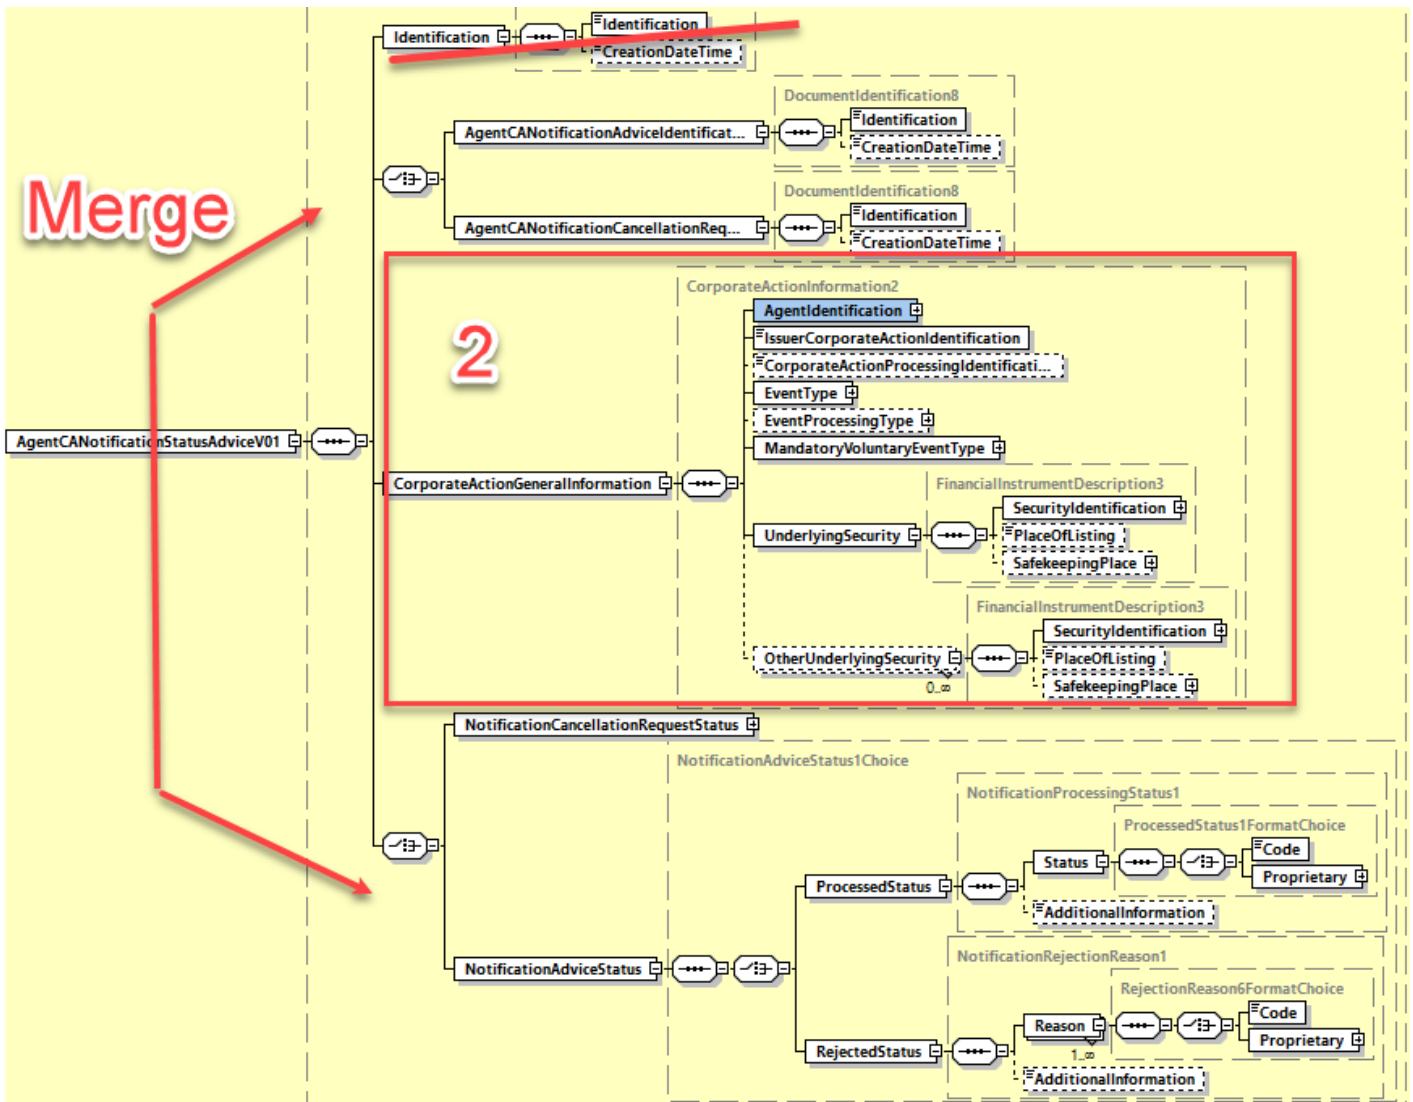 Identification
Identification
CreationDateTime
DocumentIdentification8
AgentCANotificationAdviceIdentificat...
Identification
CreationDateTime
Merge
DocumentIdentification8
AgentCANotificationCancellationReq...
Identification
CreationDateTime
2
CorporateActionInformation2
AgentIdentification
IssuerCorporateActionIdentification
CorporateActionProcessingIdentificati...
EventType
EventProcessingType
MandatoryVoluntaryEventType
AgentCANotificationStatusAdviceV01
CorporateActionGeneralInformation
FinancialInstrumentDescription3
SecurityIdentification
UnderlyingSecurity
PlaceOfListing
SafekeepingPlace
FinancialInstrumentDescription3
SecurityIdentification
OtherUnderlyingSecurity
0..∞
PlaceOfListing
SafekeepingPlace
NotificationCancellationRequestStatus
NotificationAdviceStatus1Choice
NotificationProcessingStatus1
ProcessedStatus1FormatChoice
Status
Code
Proprietary
ProcessedStatus
AdditionalInformation
NotificationAdviceStatus
NotificationRejectionReason1
RejectionReason6FormatChoice
Reason
1..∞
Code
Proprietary
RejectedStatus
AdditionalInformation